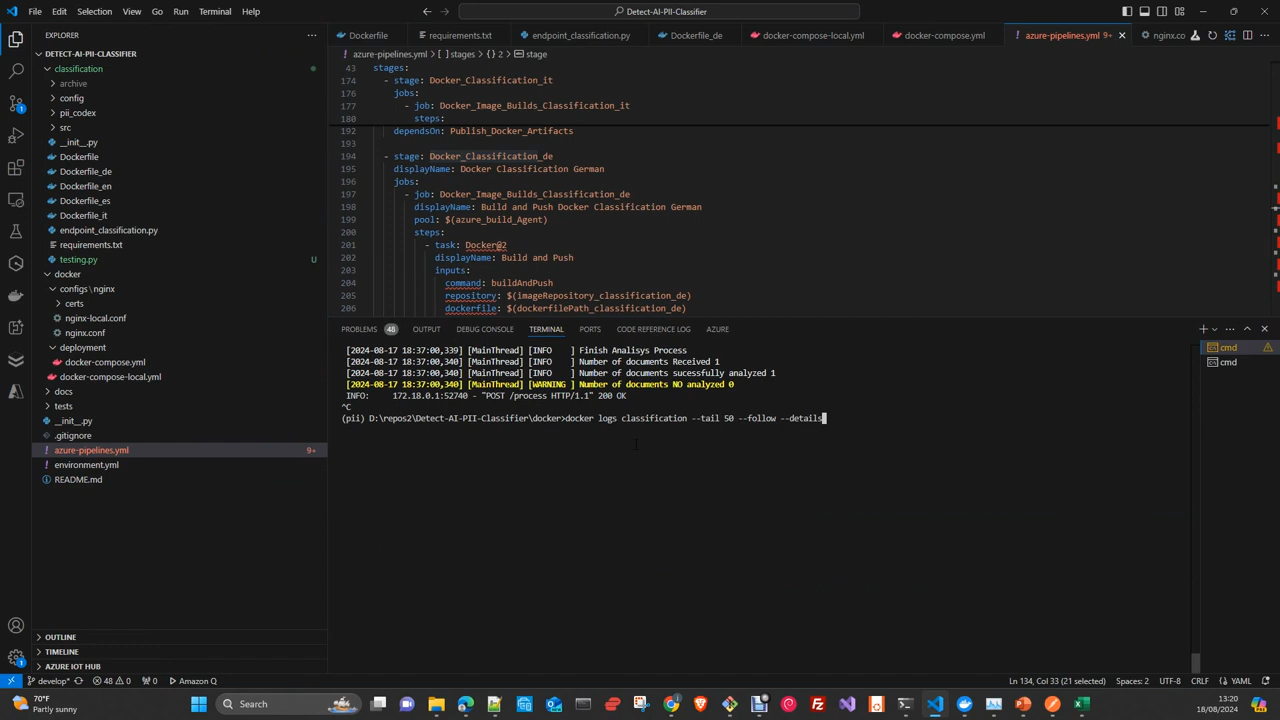 File Edit Selection View Go Run Terminal Help
Detect-AI-PII-Classifier
EXPLORER
DETECT-AI-PII-CLASSIFIER
classification
archive
config
pii_codex
src
__init__.py
Dockerfile
Dockerfile_de
Dockerfile_en
Dockerfile_es
Dockerfile_it
endpoint_classification.py
requirements.txt
testing.py U
docker
configs \ nginx
certs
nginx-local.conf
nginx.conf
deployment
docker-compose.yml
docker-compose-local.yml
docs
tests
__init__.py
.gitignore
azure-pipelines.yml 9+
environment.yml
README.md
OUTLINE
TIMELINE
AZURE IOT HUB
Dockerfile requirements.txt endpoint_classification.py Dockerfile_de docker-compose-local.yml docker-compose.yml azure-pipelines.yml 9+ nginx.co
azure-pipelines.yml > [ ] stages > { } 2 > stage
43 stages:
174 - stage: Docker_Classification_it
176 jobs:
177 - job: Docker_Image_Builds_Classification_it
180 steps:
192 dependsOn: Publish_Docker_Artifacts
193
194 - stage: Docker_Classification_de
195 displayName: Docker Classification German
196 jobs:
197 - job: Docker_Image_Builds_Classification_de
198 displayName: Build and Push Docker Classification German
199 pool: $(azure_build_Agent)
200 steps:
201 - task: Docker@2
202 displayName: Build and Push
203 inputs:
204 command: buildAndPush
205 repository: $(imageRepository_classification_de)
206 dockerfile: $(dockerfilePath_classification_de)
PROBLEMS 48 OUTPUT DEBUG CONSOLE TERMINAL PORTS CODE REFERENCE LOG AZURE
[2024-08-17 18:37:00,339] [MainThread] [INFO ] Finish Analisys Process
[2024-08-17 18:37:00,340] [MainThread] [INFO ] Number of documents Received 1
[2024-08-17 18:37:00,340] [MainThread] [INFO ] Number of documents sucessfully analyzed 1
[2024-08-17 18:37:00,340] [MainThread] [WARNING ] Number of documents NO analyzed 0
INFO: 172.18.0.1:52740 - "POST /process HTTP/1.1" 200 OK
^C
(pii) D:\repos2\Detect-AI-PII-Classifier\docker>docker logs classification --tail 50 --follow --details
cmd
cmd
develop* 48 0 0 Amazon Q
Ln 134, Col 33 (21 selected) Spaces: 2 UTF-8 CRLF YAML
70°F
Partly sunny
Search
13:20
18/08/2024